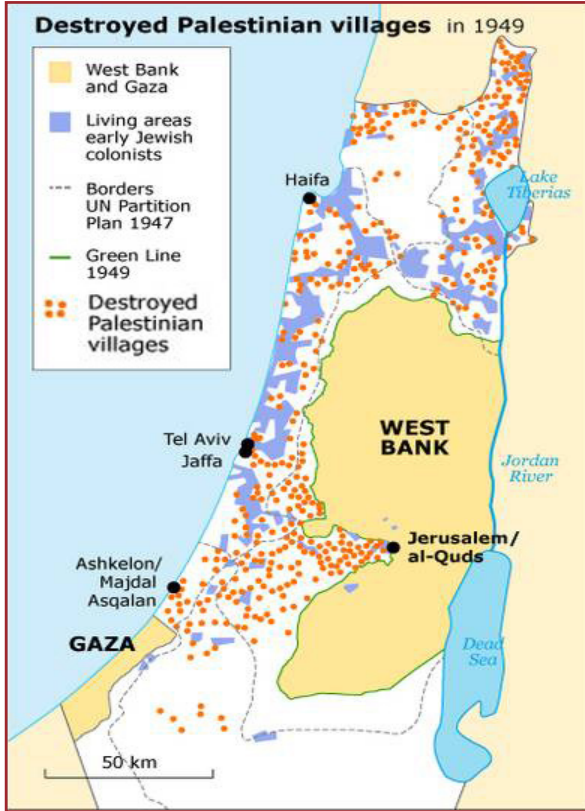 Destroyed Palestinian villages in 1949
West Bank
and Gaza
Living areas
early Jewish
colonists
Borders
UN Partition
Plan 1947
Green Line
1949
Destroyed
Palestinian
villages
Haifa
Lake
Tiberias
Tel Aviv
Jaffa
WEST
BANK
Jordan
River
Jerusalem/
al-Quds
Ashkelon/
Majdal
Asqalan
GAZA
Dead
Sea
50 km